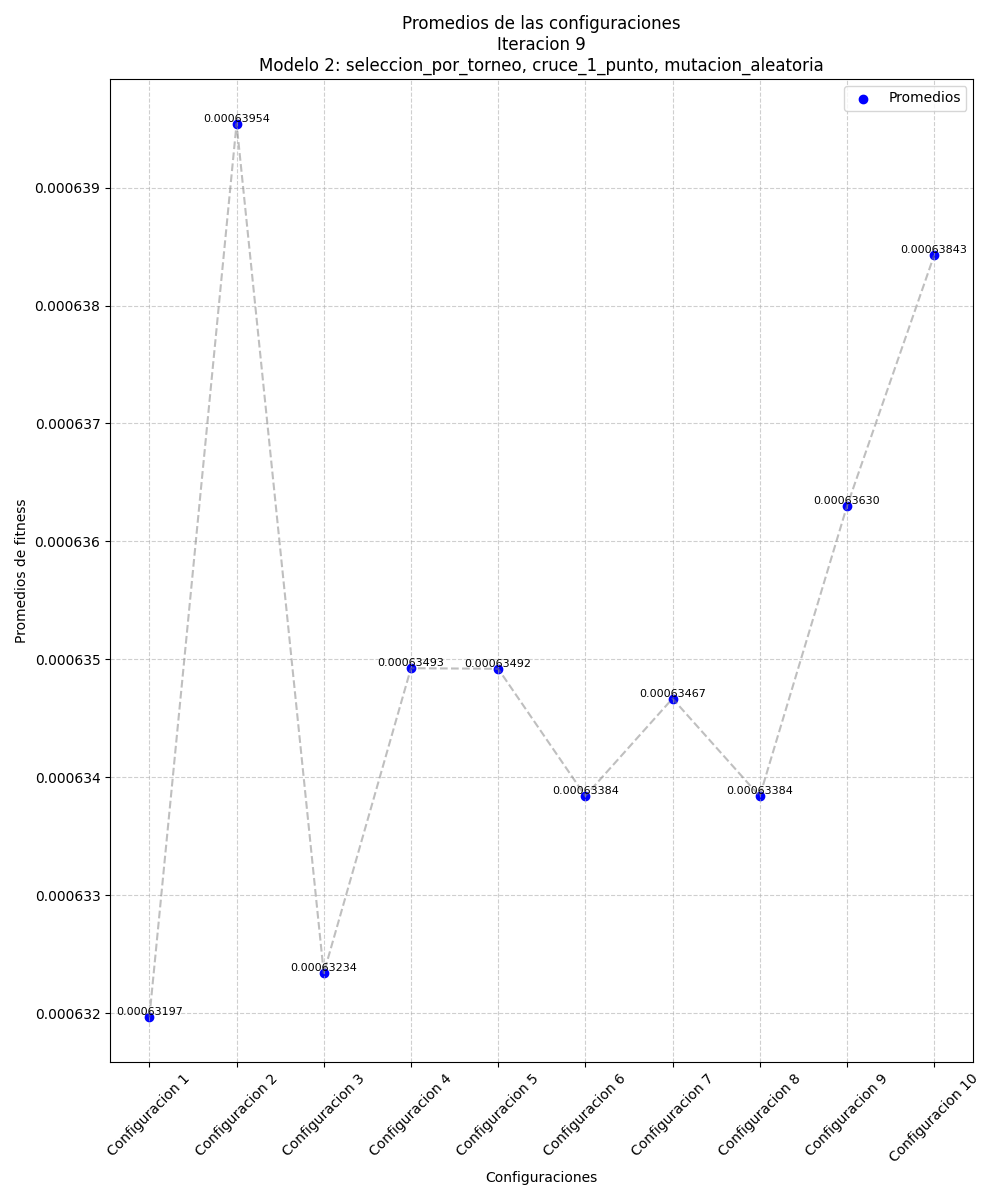 Promedios de las configuraciones
Iteracion 9
Modelo 2: seleccion_por_torneo, cruce_1_punto, mutacion_aleatoria
Promedios
0.00063954
0.000639
0.00063843
0.000638
0.000637
0.00063630
0.000636
Promedios de fitness
0.000635
0.00063493
0.00063492
0.00063467
0.000634
0.00063384
0.00063384
0.000633
0.00063234
0.000632
0.00063197
Configuracion 1
Configuracion 2
Configuracion 3
Configuracion 4
Configuracion 5
Configuracion 6
Configuracion 7
Configuracion 8
Configuracion 9
Configuracion 10
Configuraciones